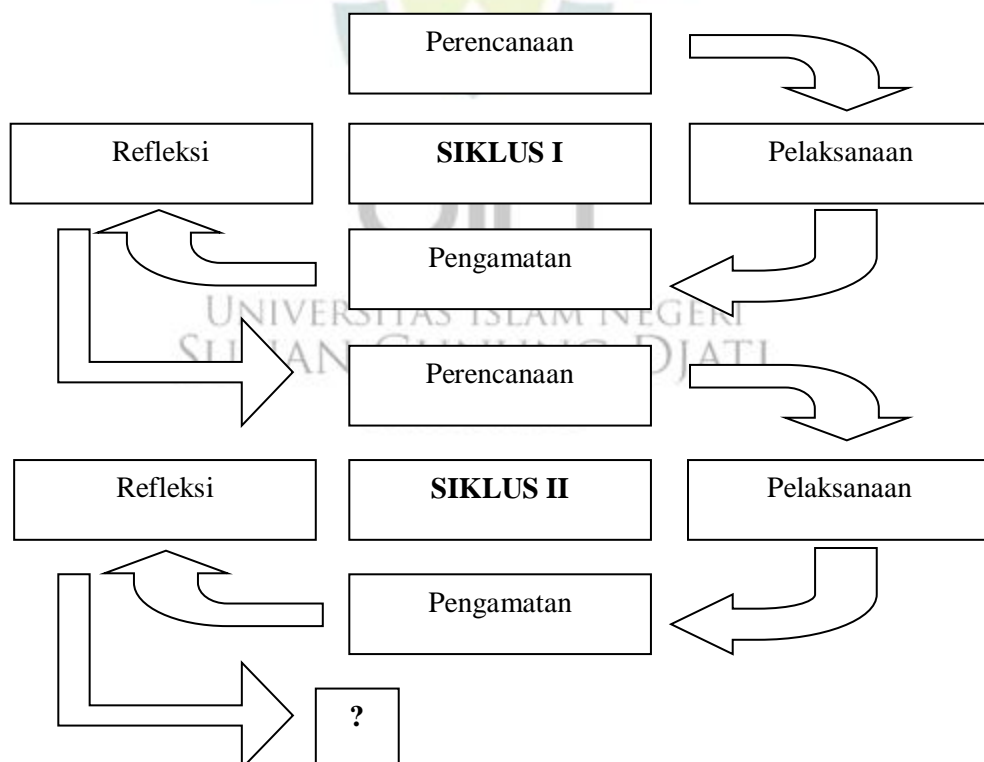 Perencanaan
Refleksi
SIKLUS I
Pelaksanaan
Pengamatan
UNIVERSITAS ISLAM NEGERI
SUNAN GUNUNG DJATI
Perencanaan
Refleksi
SIKLUS II
Pelaksanaan
Pengamatan
?